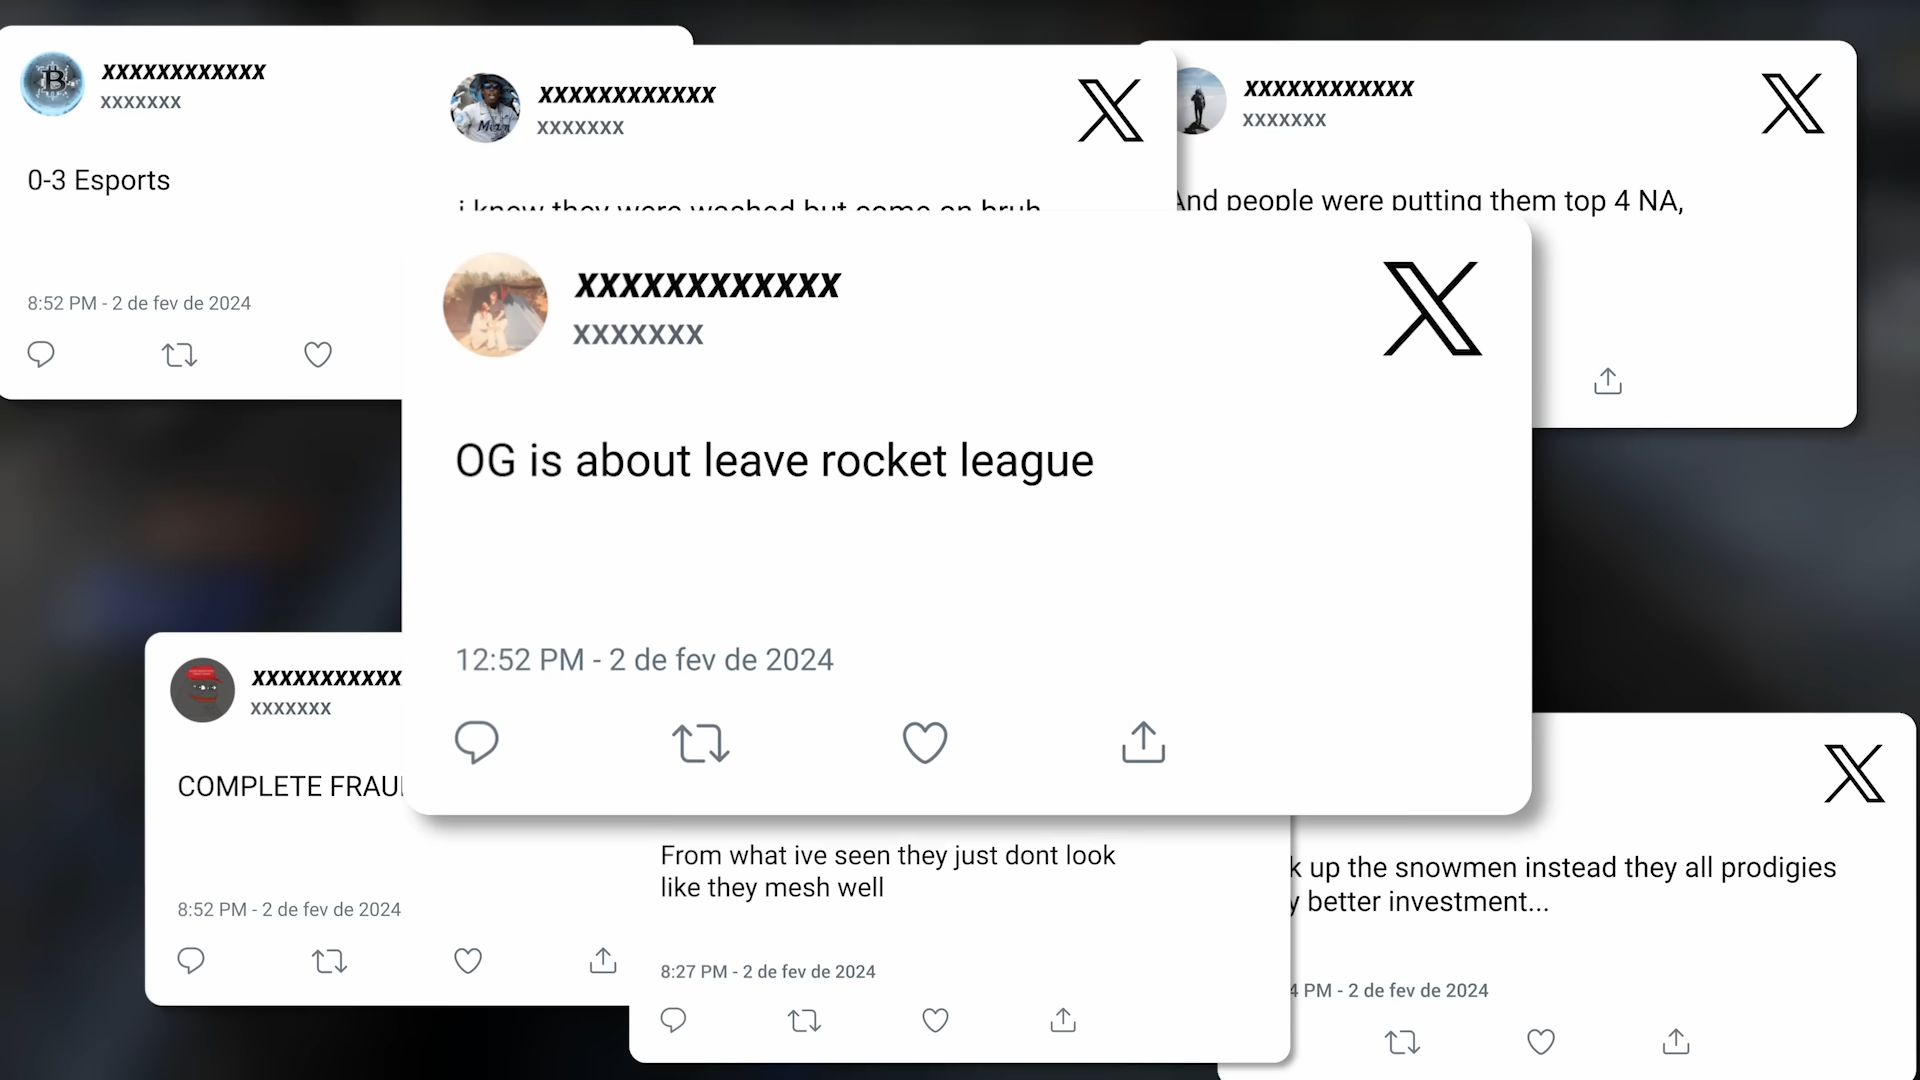 xxxxxxxxxxxx
xxxxxxx
0-3 Esports
8:52 PM - 2 de fev de 2024
xxxxxxxxxxxx
xxxxxxx
i knew they were washed but come on bruh
xxxxxxxxxxxx
xxxxxxx
And people were putting them top 4 NA,
xxxxxxxxxxxx
xxxxxxx
OG is about leave rocket league
12:52 PM - 2 de fev de 2024
xxxxxxxxxxx
xxxxxxx
COMPLETE
8:52 PM - 2 de fev de 2024
From what ive seen they just dont look
like they mesh well
8:27 PM - 2 de fev de 2024
up the snowmen instead they all prodigies
better investment...
PM - 2 de fev de 2024